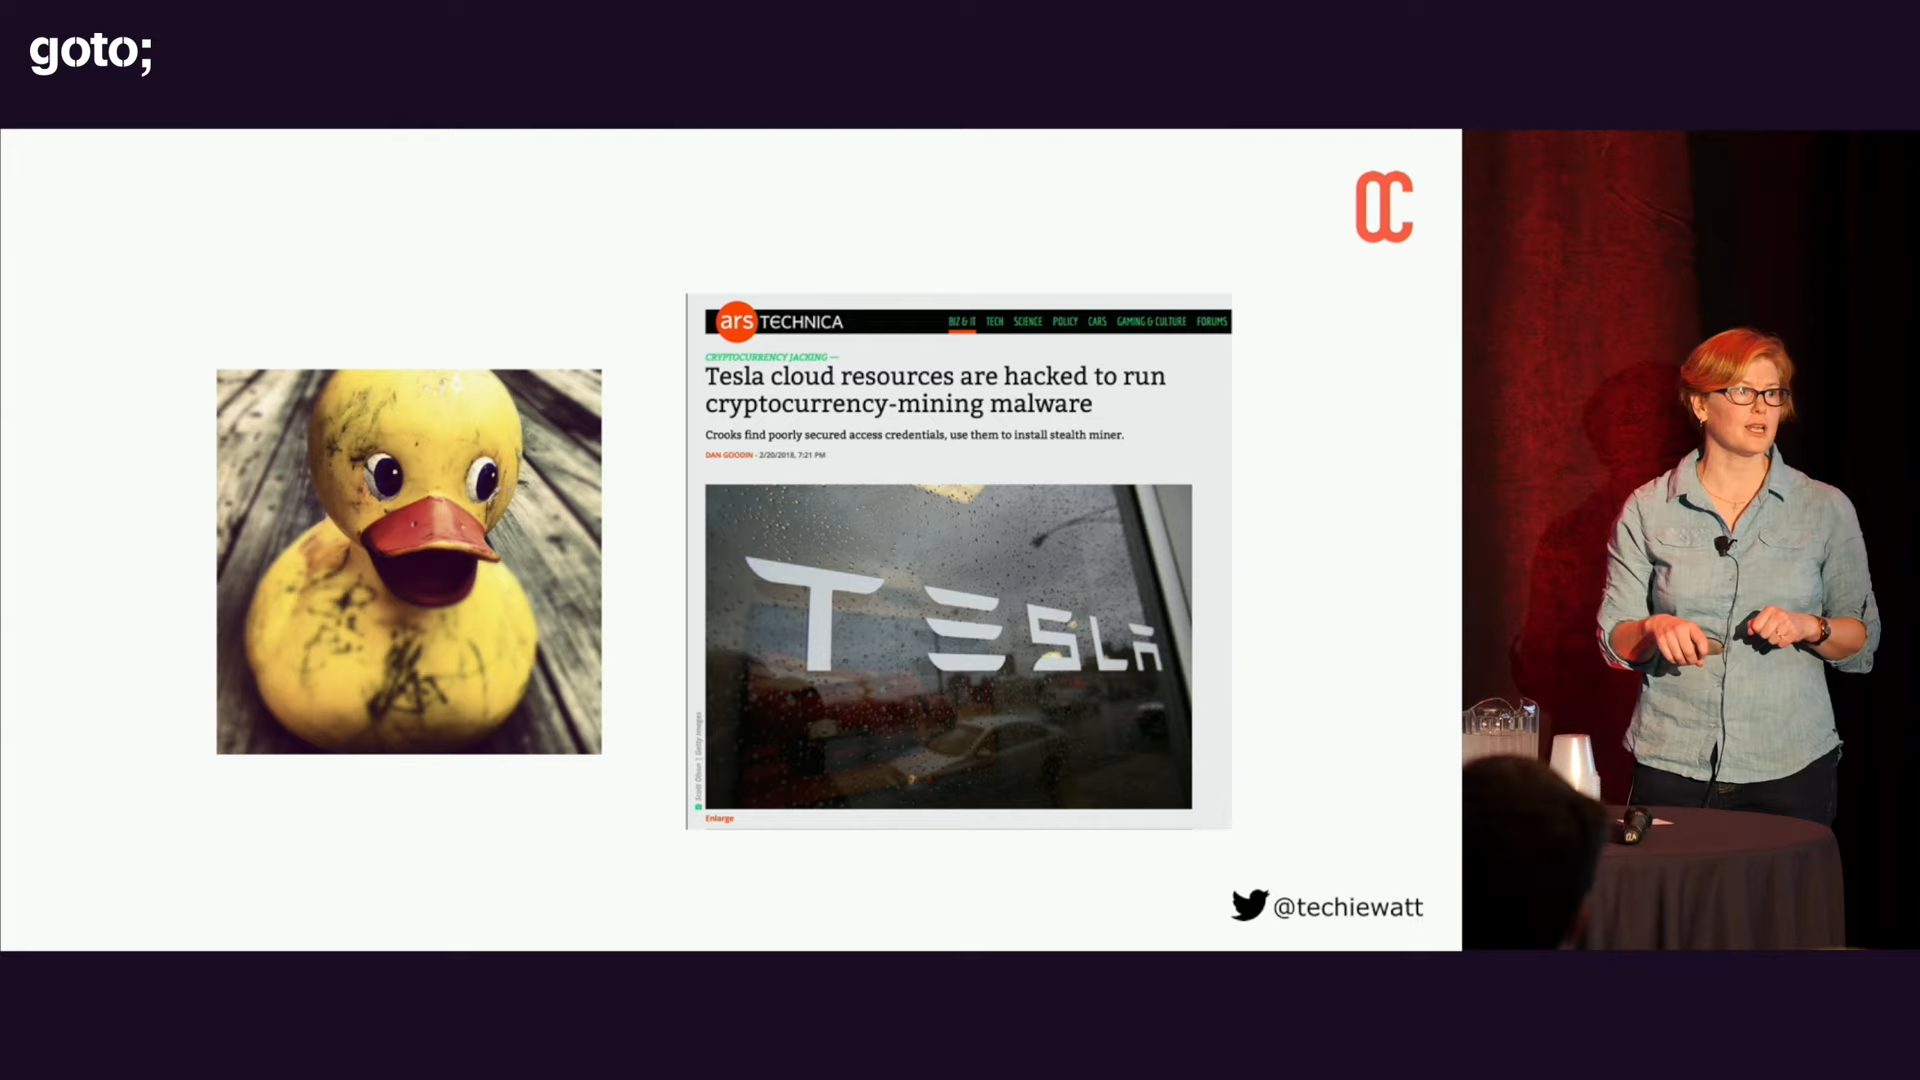 goto;
ars TECHNICA
BIZ & IT TECH SCIENCE POLICY CARS GAMING & CULTURE FORUMS
CRYPTOCURRENCY JACKING —
Tesla cloud resources are hacked to run
cryptocurrency-mining malware
Crooks find poorly secured access credentials, use them to install stealth miner.
DAN GOODIN - 2/20/2018, 7:21 PM
TESLA
Enlarge
@techiewatt